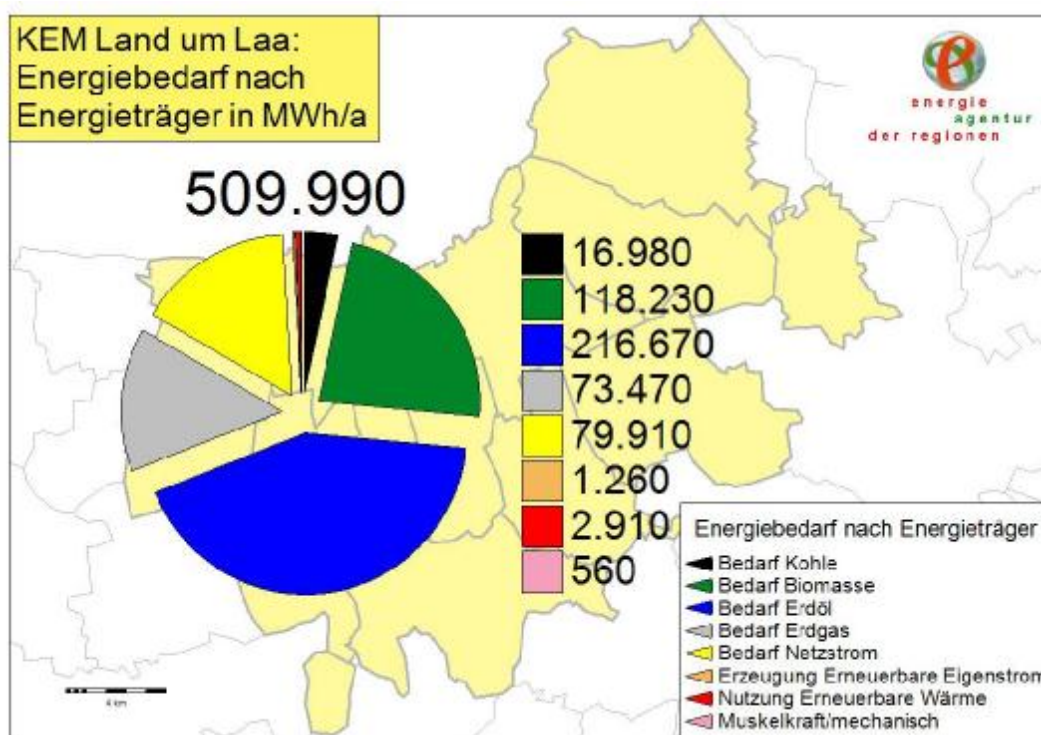 KEM Land um Laa:
Energiebedarf nach
Energieträger in MWh/a
energie
agentur
der regionen
509.990
16.980
118.230
216.670
73.470
79.910
1.260
2.910
560
Energiebedarf nach Energieträger
Bedarf Kohle
Bedarf Biomasse
Bedarf Erdöl
Bedarf Erdgas
Bedarf Netzstrom
Erzeugung Erneuerbare Eigenstrom
Nutzung Erneuerbare Wärme
Muskelkraft/mechanisch